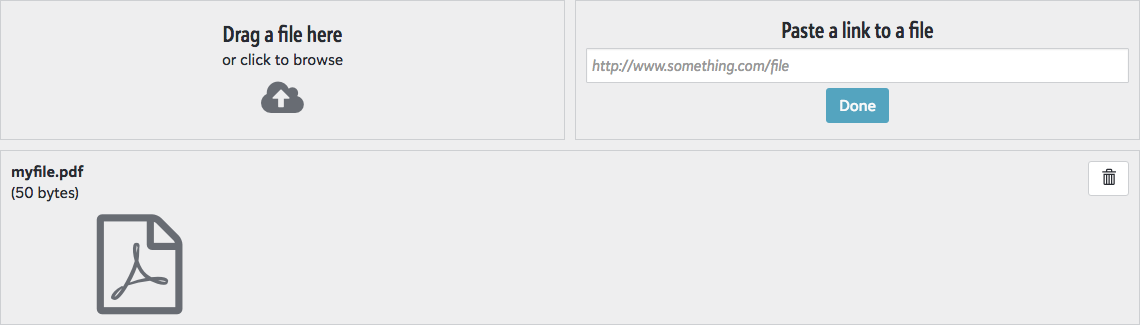 Drag a file here
or click to browse
Paste a link to a file
http://www.something.com/file
Done
myfile.pdf
(50 bytes)